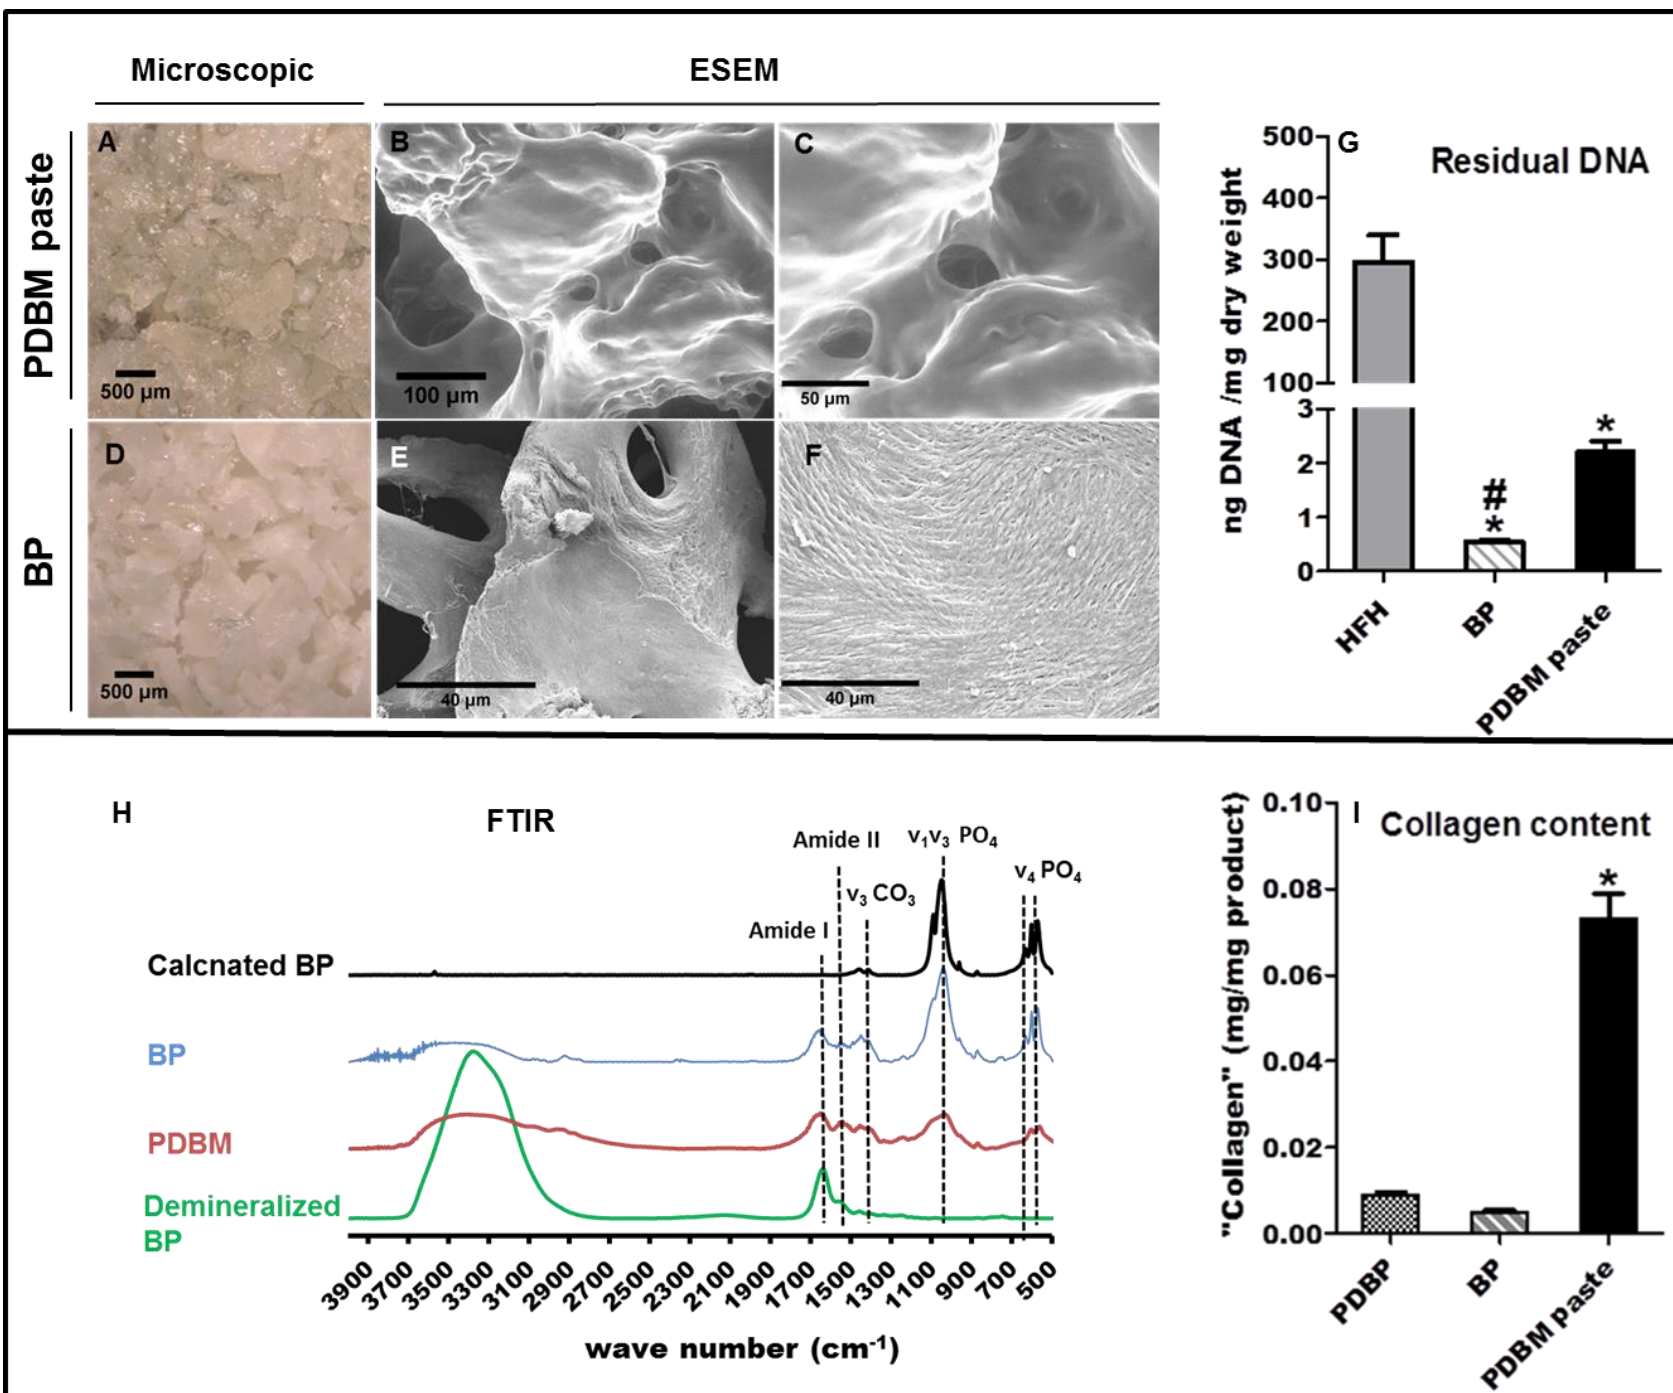 Microscopic
ESEM
PDBM paste
BP
A
500 µm
B
100 µm
C
50 µm
D
500 µm
E
40 µm
F
40 µm
G
Residual DNA
ng DNA /mg dry weight
500
400
300
200
100
3
2
1
0
*
#
*
HFH
BP
PDBM paste
H
FTIR
Amide II
v₁v₃ PO₄
v₄ PO₄
v₃ CO₃
Amide I
Calcnated BP
BP
PDBM
Demineralized
BP
3900 3700 3500 3300 3100 2900 2700 2500 2300 2100 1900 1700 1500 1300 1100 900 700 500
wave number (cm⁻¹)
I
Collagen content
"Collagen" (mg/mg product)
0.10
0.08
0.06
0.04
0.02
0.00
*
PDBP
BP
PDBM paste